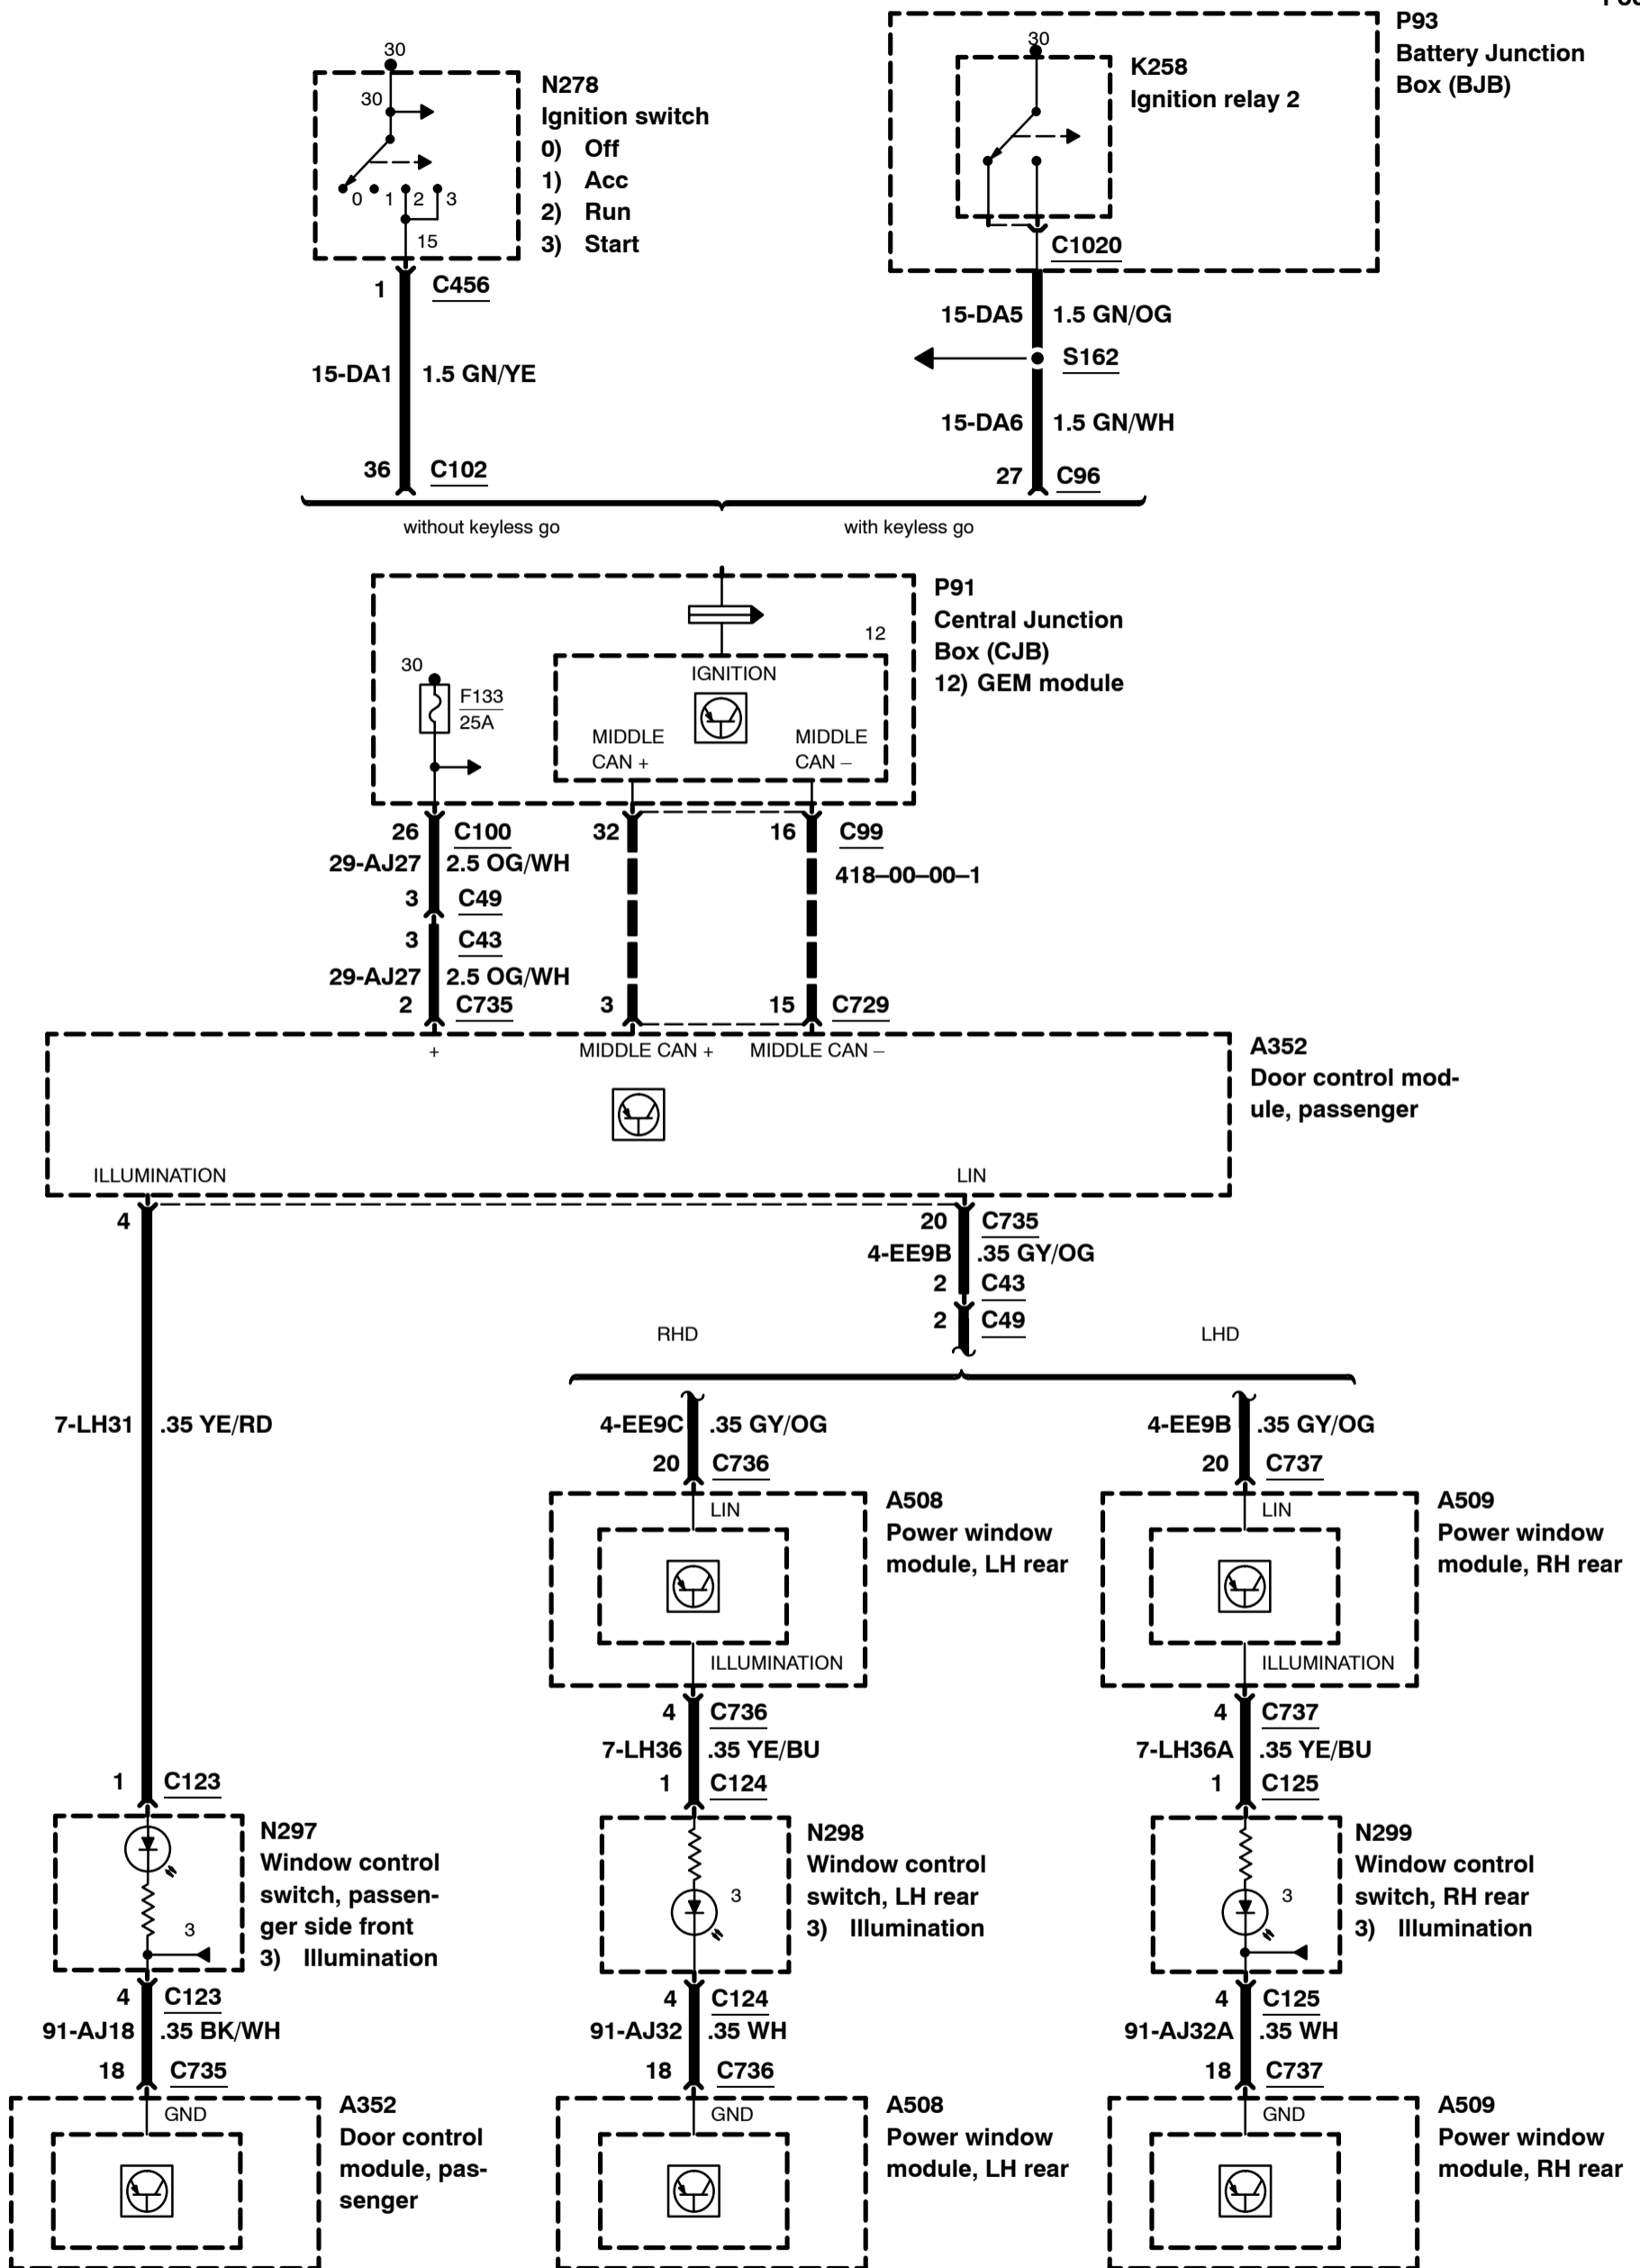 P93
Battery Junction
Box (BJB)
30
K258
Ignition relay 2
C1020
30
30
0 1 2 3
15
N278
Ignition switch
0) Off
1) Acc
2) Run
3) Start
1 C456
15-DA1 1.5 GN/YE
36 C102
15-DA5 1.5 GN/OG
S162
15-DA6 1.5 GN/WH
27 C96
without keyless go
with keyless go
P91
Central Junction
Box (CJB)
12) GEM module
12
IGNITION
30
F133
25A
MIDDLE
CAN +
MIDDLE
CAN –
26 C100
32
16 C99
29-AJ27 2.5 OG/WH
418–00–00–1
3 C49
3 C43
29-AJ27 2.5 OG/WH
2 C735
3
15 C729
+
MIDDLE CAN +
MIDDLE CAN –
A352
Door control mod-
ule, passenger
ILLUMINATION
LIN
4
20 C735
4-EE9B .35 GY/OG
2 C43
2 C49
RHD
LHD
7-LH31 .35 YE/RD
4-EE9C .35 GY/OG
20 C736
4-EE9B .35 GY/OG
20 C737
LIN
A508
Power window
module, LH rear
ILLUMINATION
LIN
A509
Power window
module, RH rear
ILLUMINATION
4 C736
7-LH36 .35 YE/BU
1 C124
4 C737
7-LH36A .35 YE/BU
1 C125
1 C123
N297
Window control
switch, passen-
ger side front
3) Illumination
3
N298
Window control
switch, LH rear
3) Illumination
3
N299
Window control
switch, RH rear
3) Illumination
3
4 C123
91-AJ18 .35 BK/WH
18 C735
4 C124
91-AJ32 .35 WH
18 C736
4 C125
91-AJ32A .35 WH
18 C737
GND
A352
Door control
module, pas-
senger
GND
A508
Power window
module, LH rear
GND
A509
Power window
module, RH rear